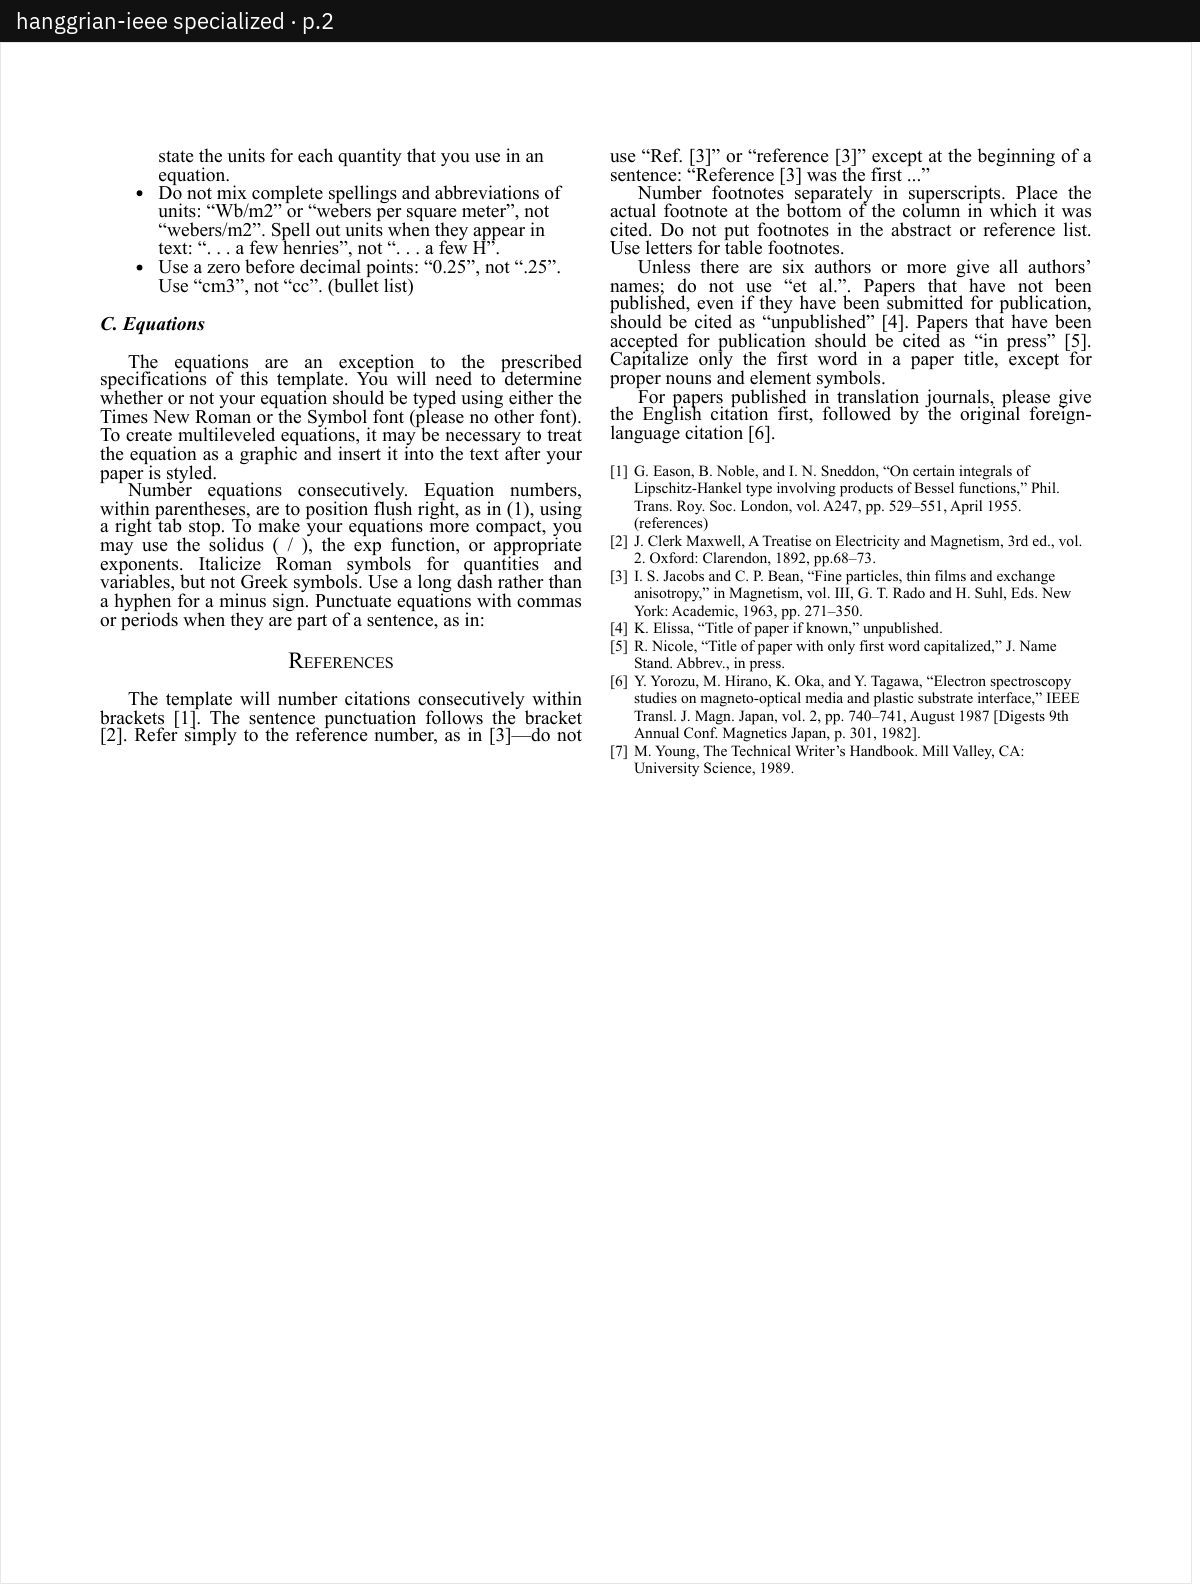 hanggrian-ieee specialized · p.2
state the units for each quantity that you use in an
equation.
• Do not mix complete spellings and abbreviations of
units: “Wb/m2” or “webers per square meter”, not
“webers/m2”. Spell out units when they appear in
text: “. . . a few henries”, not “. . . a few H”.
• Use a zero before decimal points: “0.25”, not “.25”.
Use “cm3”, not “cc”. (bullet list)
C. Equations
The equations are an exception to the prescribed
specifications of this template. You will need to determine
whether or not your equation should be typed using either the
Times New Roman or the Symbol font (please no other font).
To create multileveled equations, it may be necessary to treat
the equation as a graphic and insert it into the text after your
paper is styled.
Number equations consecutively. Equation numbers,
within parentheses, are to position flush right, as in (1), using
a right tab stop. To make your equations more compact, you
may use the solidus ( / ), the exp function, or appropriate
exponents. Italicize Roman symbols for quantities and
variables, but not Greek symbols. Use a long dash rather than
a hyphen for a minus sign. Punctuate equations with commas
or periods when they are part of a sentence, as in:
References
The template will number citations consecutively within
brackets [1]. The sentence punctuation follows the bracket
[2]. Refer simply to the reference number, as in [3]—do not
use “Ref. [3]” or “reference [3]” except at the beginning of a
sentence: “Reference [3] was the first ...”
Number footnotes separately in superscripts. Place the
actual footnote at the bottom of the column in which it was
cited. Do not put footnotes in the abstract or reference list.
Use letters for table footnotes.
Unless there are six authors or more give all authors’
names; do not use “et al.”. Papers that have not been
published, even if they have been submitted for publication,
should be cited as “unpublished” [4]. Papers that have been
accepted for publication should be cited as “in press” [5].
Capitalize only the first word in a paper title, except for
proper nouns and element symbols.
For papers published in translation journals, please give
the English citation first, followed by the original foreign-
language citation [6].
[1] G. Eason, B. Noble, and I. N. Sneddon, “On certain integrals of
Lipschitz-Hankel type involving products of Bessel functions,” Phil.
Trans. Roy. Soc. London, vol. A247, pp. 529–551, April 1955.
(references)
[2] J. Clerk Maxwell, A Treatise on Electricity and Magnetism, 3rd ed., vol.
2. Oxford: Clarendon, 1892, pp.68–73.
[3] I. S. Jacobs and C. P. Bean, “Fine particles, thin films and exchange
anisotropy,” in Magnetism, vol. III, G. T. Rado and H. Suhl, Eds. New
York: Academic, 1963, pp. 271–350.
[4] K. Elissa, “Title of paper if known,” unpublished.
[5] R. Nicole, “Title of paper with only first word capitalized,” J. Name
Stand. Abbrev., in press.
[6] Y. Yorozu, M. Hirano, K. Oka, and Y. Tagawa, “Electron spectroscopy
studies on magneto-optical media and plastic substrate interface,” IEEE
Transl. J. Magn. Japan, vol. 2, pp. 740–741, August 1987 [Digests 9th
Annual Conf. Magnetics Japan, p. 301, 1982].
[7] M. Young, The Technical Writer’s Handbook. Mill Valley, CA:
University Science, 1989.